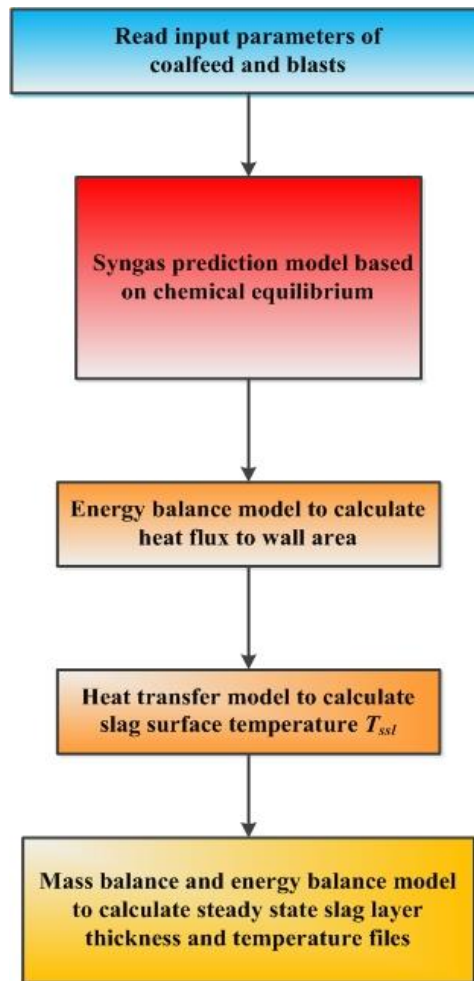 Read input parameters of
coalfeed and blasts
Syngas prediction model based
on chemical equilibrium
Energy balance model to calculate
heat flux to wall area
Heat transfer model to calculate
slag surface temperature T_ssl
Mass balance and energy balance model
to calculate steady state slag layer
thickness and temperature files